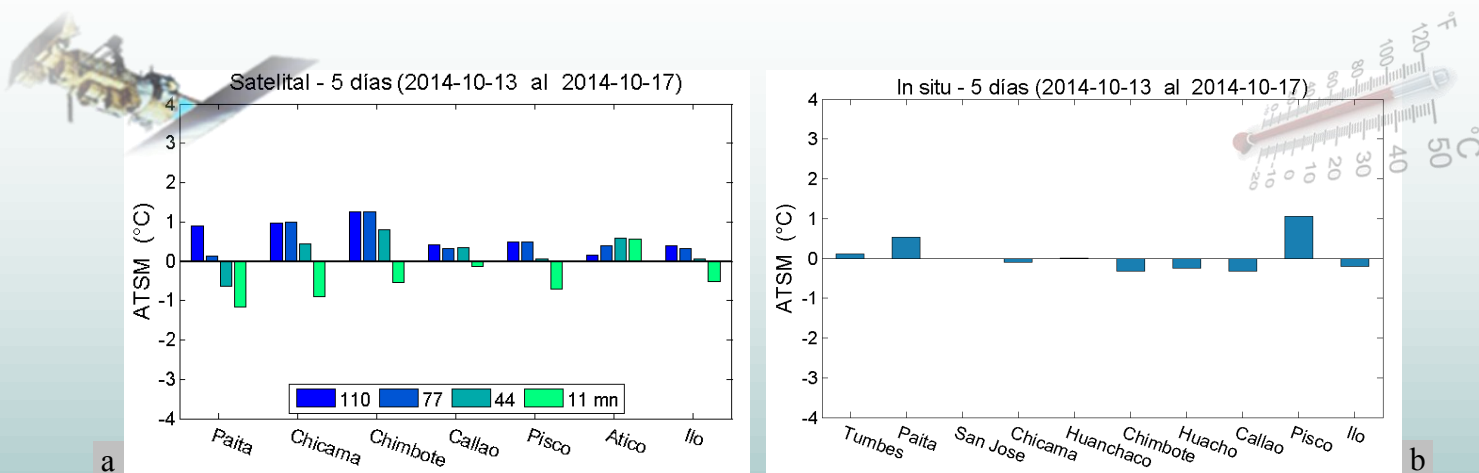 Satelital - 5 días (2014-10-13 al 2014-10-17)
ATSM (°C)
4
3
2
1
0
-1
-2
-3
-4
110 77 44 11 mn
Paita Chicama Chimbote Callao Pisco Atico Ilo
a
In situ - 5 días (2014-10-13 al 2014-10-17)
ATSM (°C)
4
3
2
1
0
-1
-2
-3
-4
Tumbes Paita San Jose Chicama Huanchaco Chimbote Huacho Callao Pisco Ilo
b
°F
60 80 100 120
-20 -10 0 10 20 30 40 50 °C